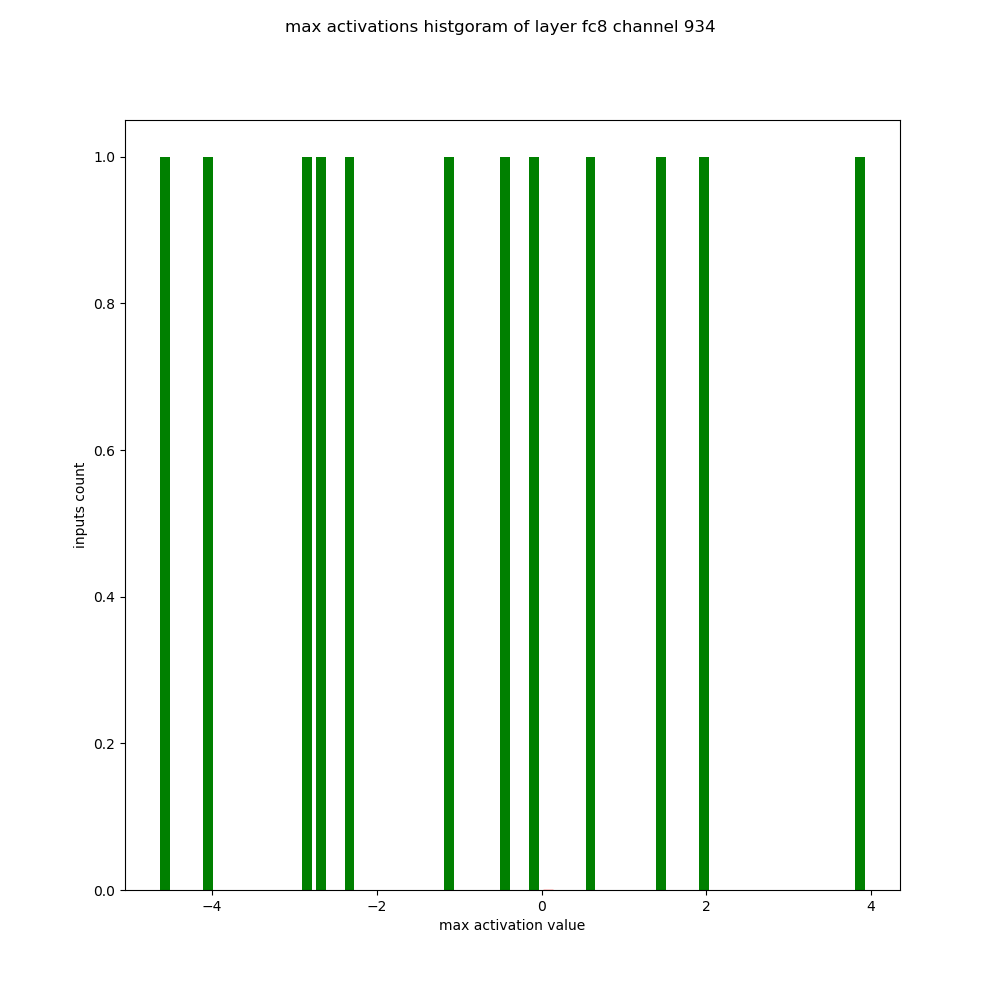 max activations histgoram of layer fc8 channel 934
1.0
0.8
0.6
0.4
0.2
0.0
inputs count
−4 −2 0 2 4
max activation value